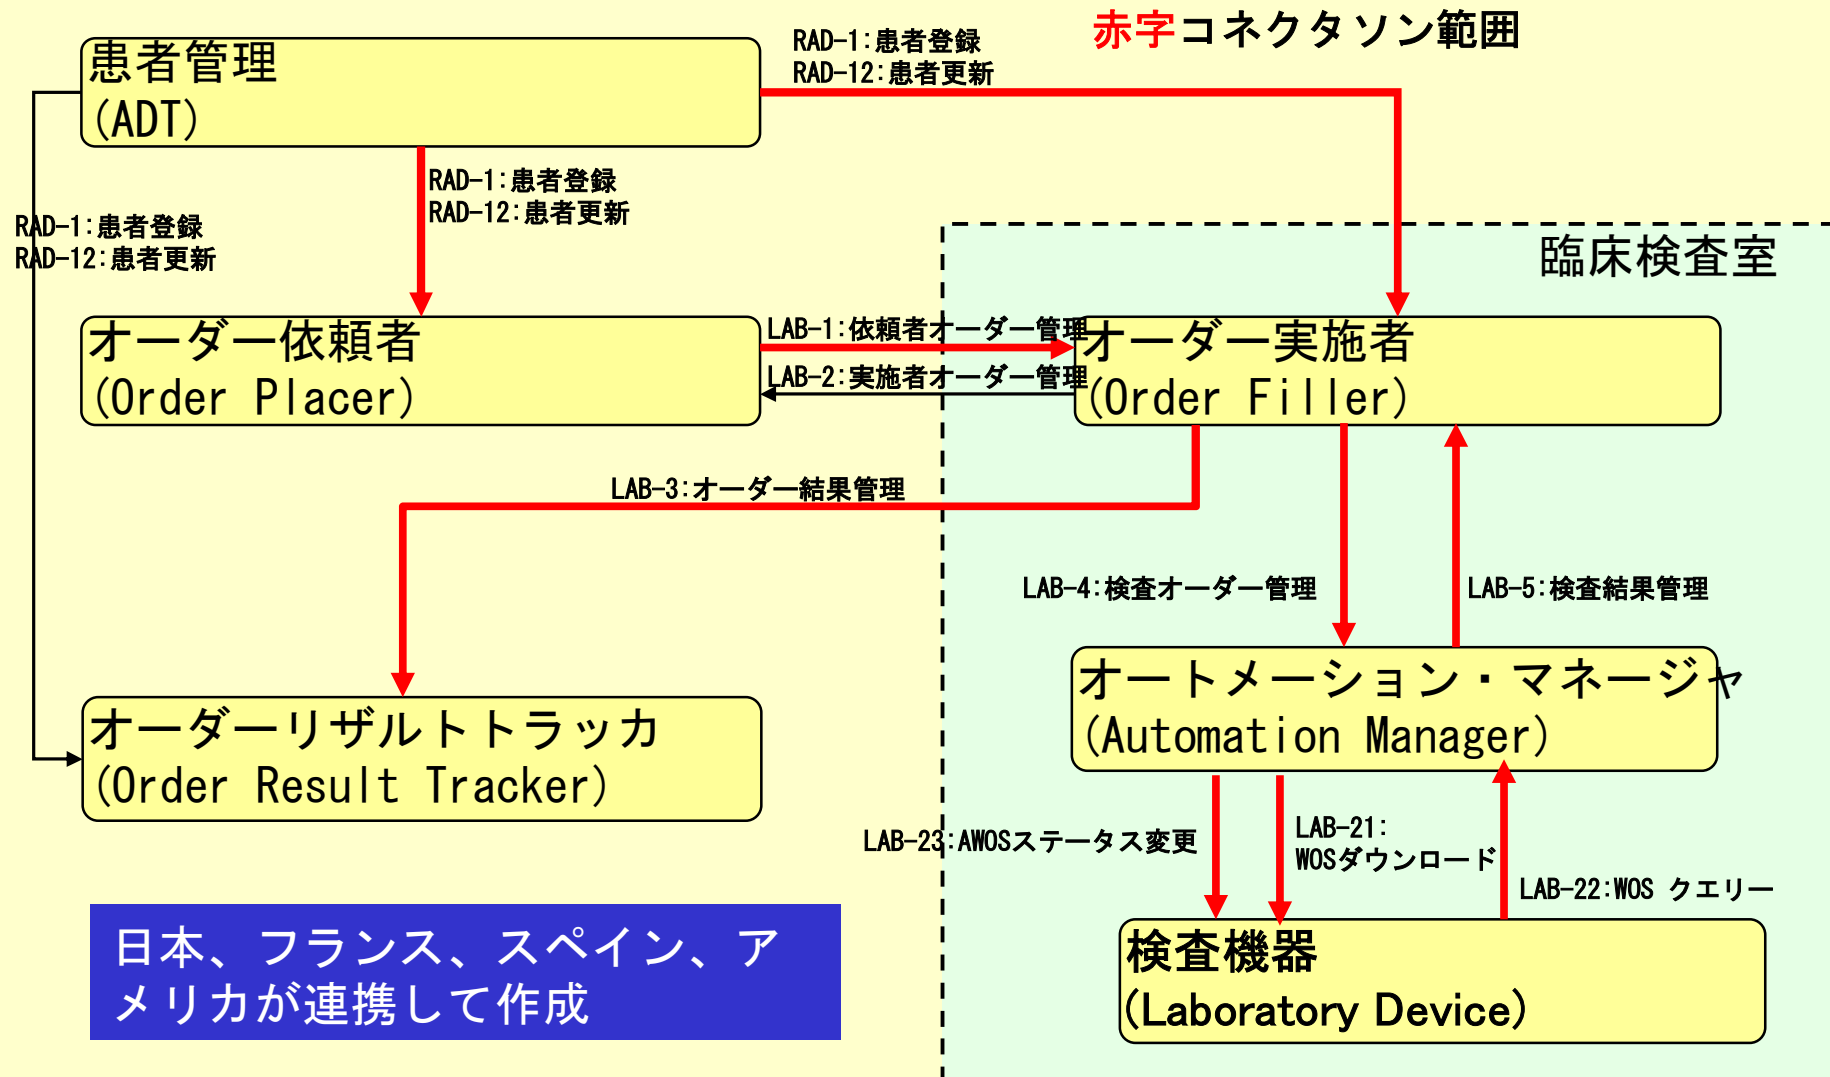 赤字コネクタソン範囲
患者管理
(ADT)
RAD-1:患者登録
RAD-12:患者更新
RAD-1:患者登録
RAD-12:患者更新
RAD-1:患者登録
RAD-12:患者更新
臨床検査室
オーダー依頼者
(Order Placer)
LAB-1:依頼者オーダー管理
LAB-2:実施者オーダー管理
オーダー実施者
(Order Filler)
LAB-3:オーダー結果管理
LAB-4:検査オーダー管理
LAB-5:検査結果管理
オーダーリザルトトラッカ
(Order Result Tracker)
オートメーション・マネージャ
(Automation Manager)
LAB-23:AWOSステータス変更
LAB-21:
WOSダウンロード
LAB-22:WOS クエリー
日本、フランス、スペイン、ア
メリカが連携して作成
検査機器
(Laboratory Device)